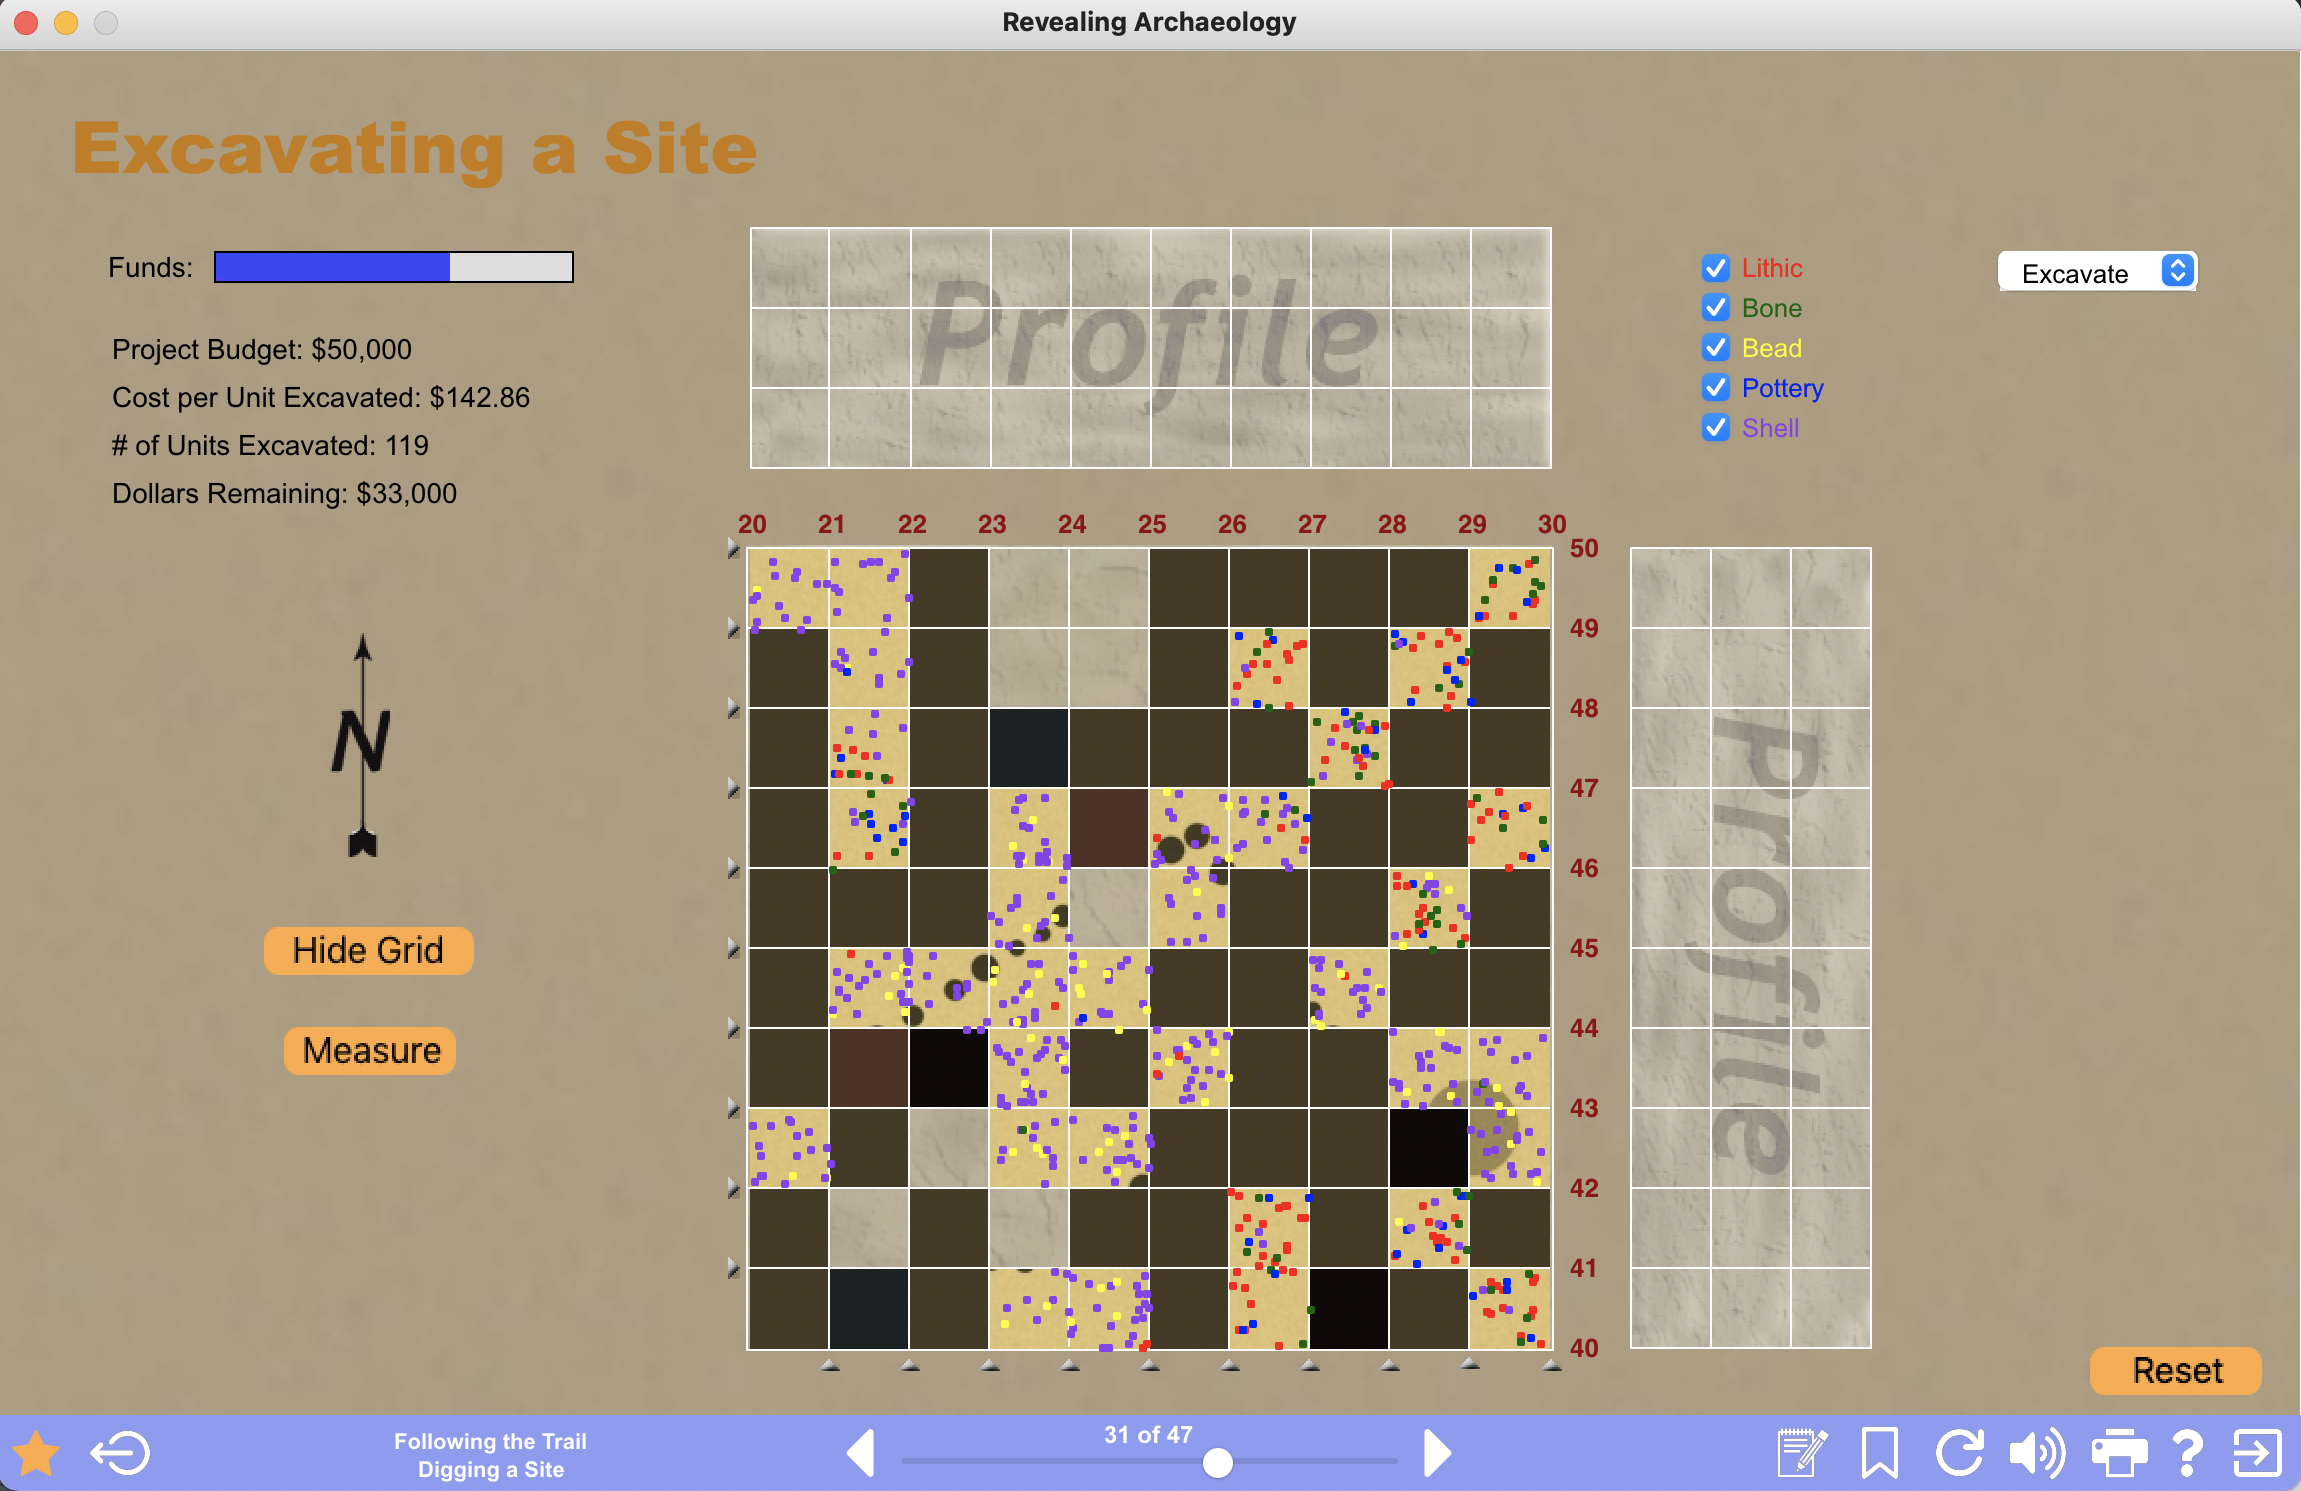 Revealing Archaeology
Excavating a Site
Funds:
Project Budget: $50,000
Cost per Unit Excavated: $142.86
# of Units Excavated: 119
Dollars Remaining: $33,000
Profile
Lithic
Bone
Bead
Pottery
Shell
Excavate
20 21 22 23 24 25 26 27 28 29 30
50
49
48
47
46
45
44
43
42
41
40
Profile
N
Hide Grid
Measure
Reset
Following the Trail
Digging a Site
31 of 47
?